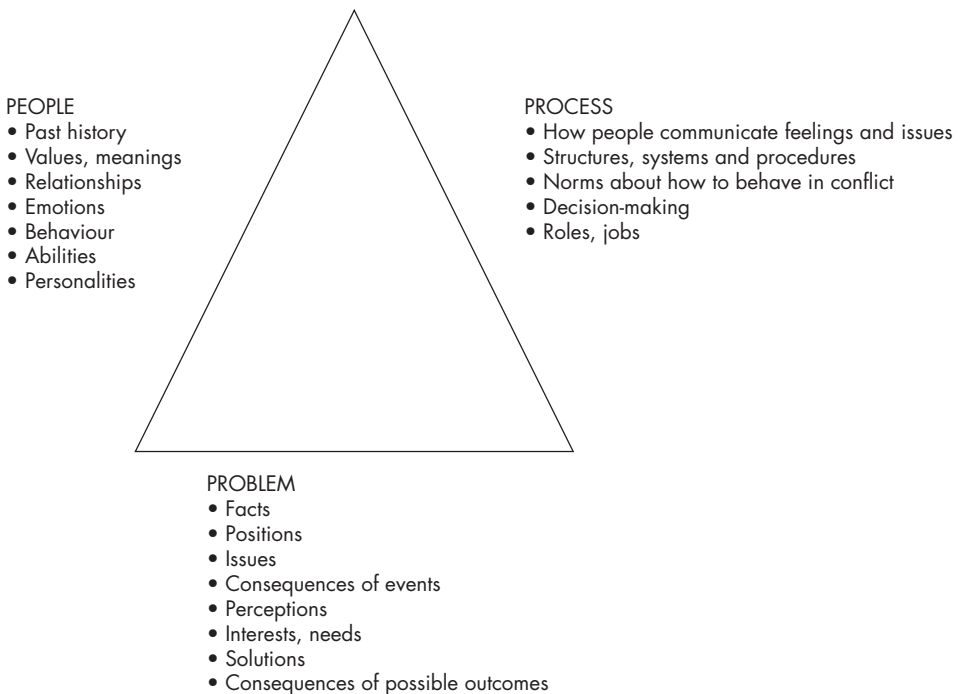 PEOPLE
• Past history
• Values, meanings
• Relationships
• Emotions
• Behaviour
• Abilities
• Personalities
PROCESS
• How people communicate feelings and issues
• Structures, systems and procedures
• Norms about how to behave in conflict
• Decision-making
• Roles, jobs
PROBLEM
• Facts
• Positions
• Issues
• Consequences of events
• Perceptions
• Interests, needs
• Solutions
• Consequences of possible outcomes